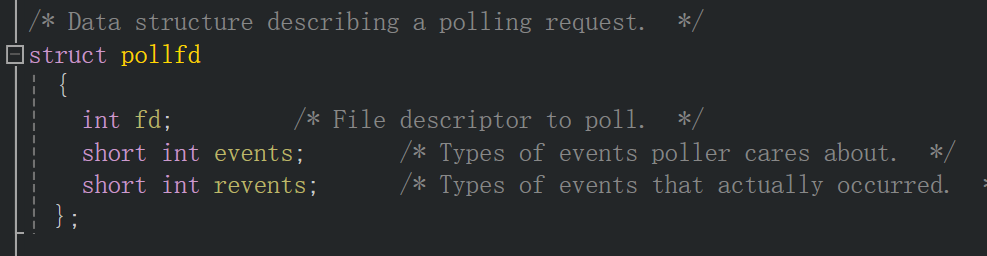 /* Data structure describing a polling request.  */
struct pollfd
{
int fd; /* File descriptor to poll.  */
short int events; /* Types of events poller cares about.  */
short int revents; /* Types of events that actually occurred.  *
};